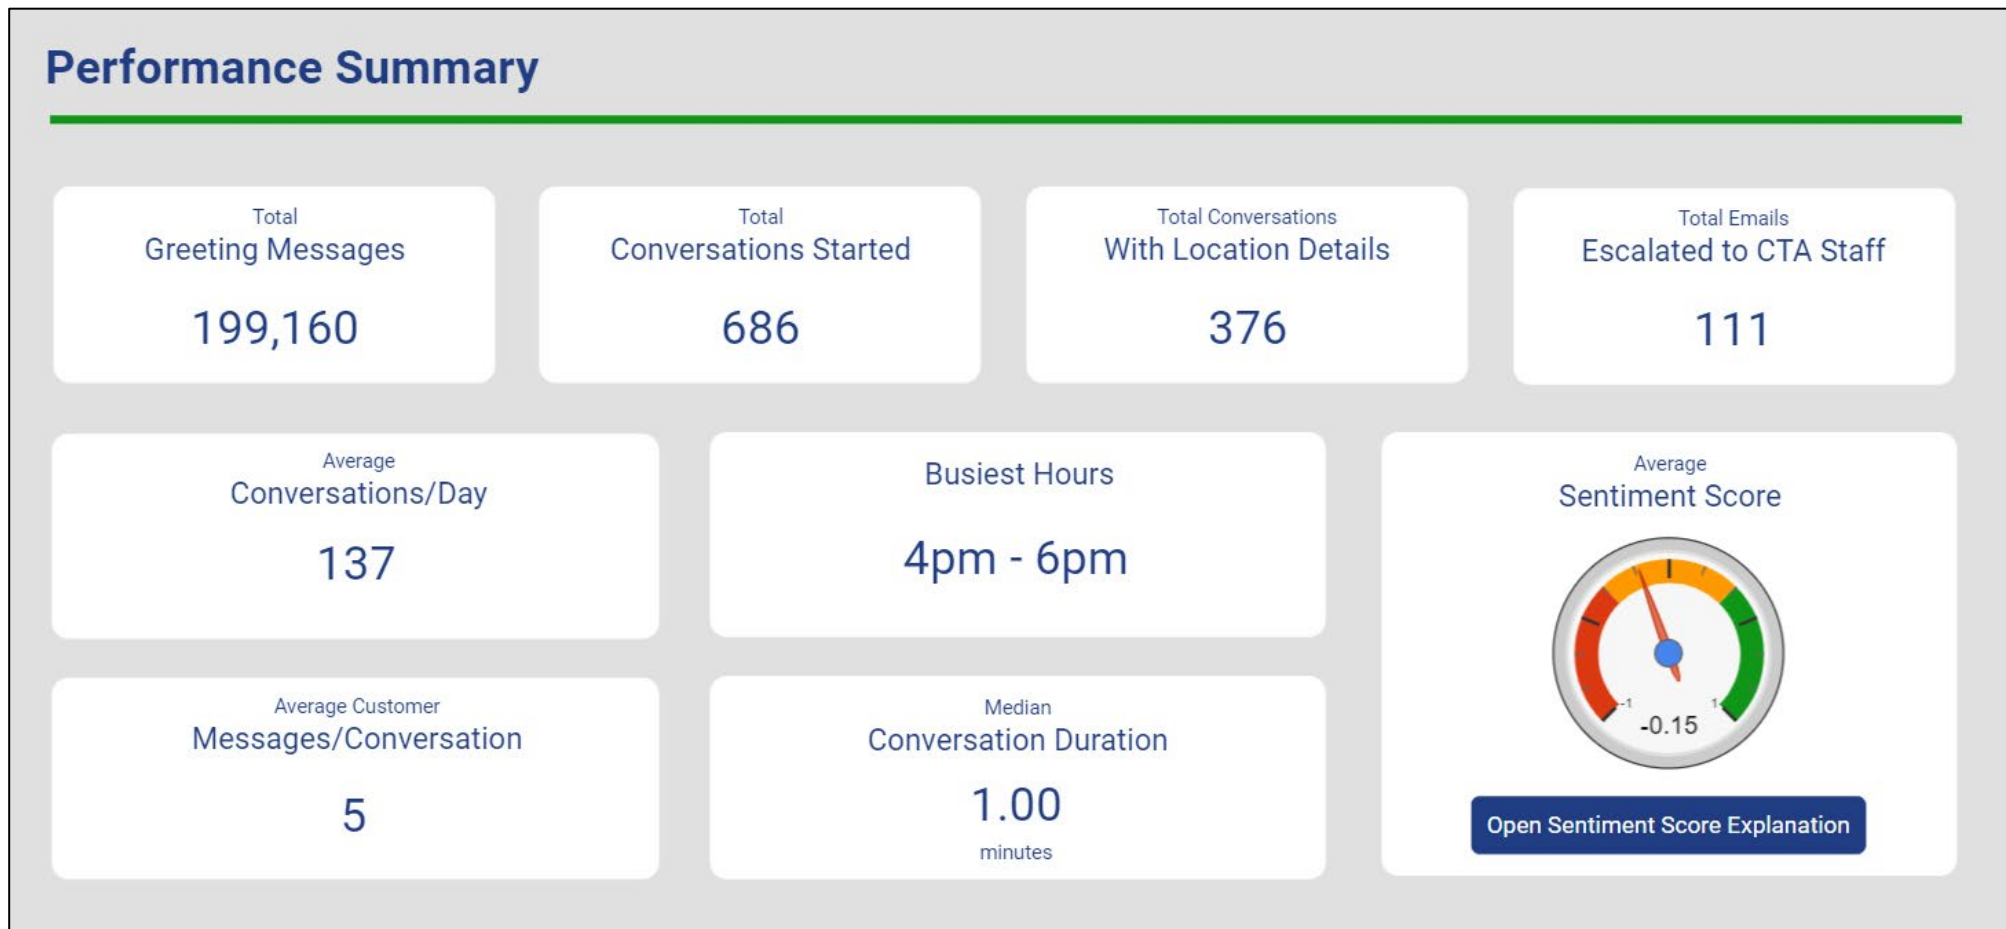 Performance Summary
Total
Greeting Messages
199,160
Total
Conversations Started
686
Total Conversations
With Location Details
376
Total Emails
Escalated to CTA Staff
111
Average
Conversations/Day
137
Busiest Hours
4pm - 6pm
Average
Sentiment Score
-1
1
-0.15
Open Sentiment Score Explanation
Average Customer
Messages/Conversation
5
Median
Conversation Duration
1.00
minutes